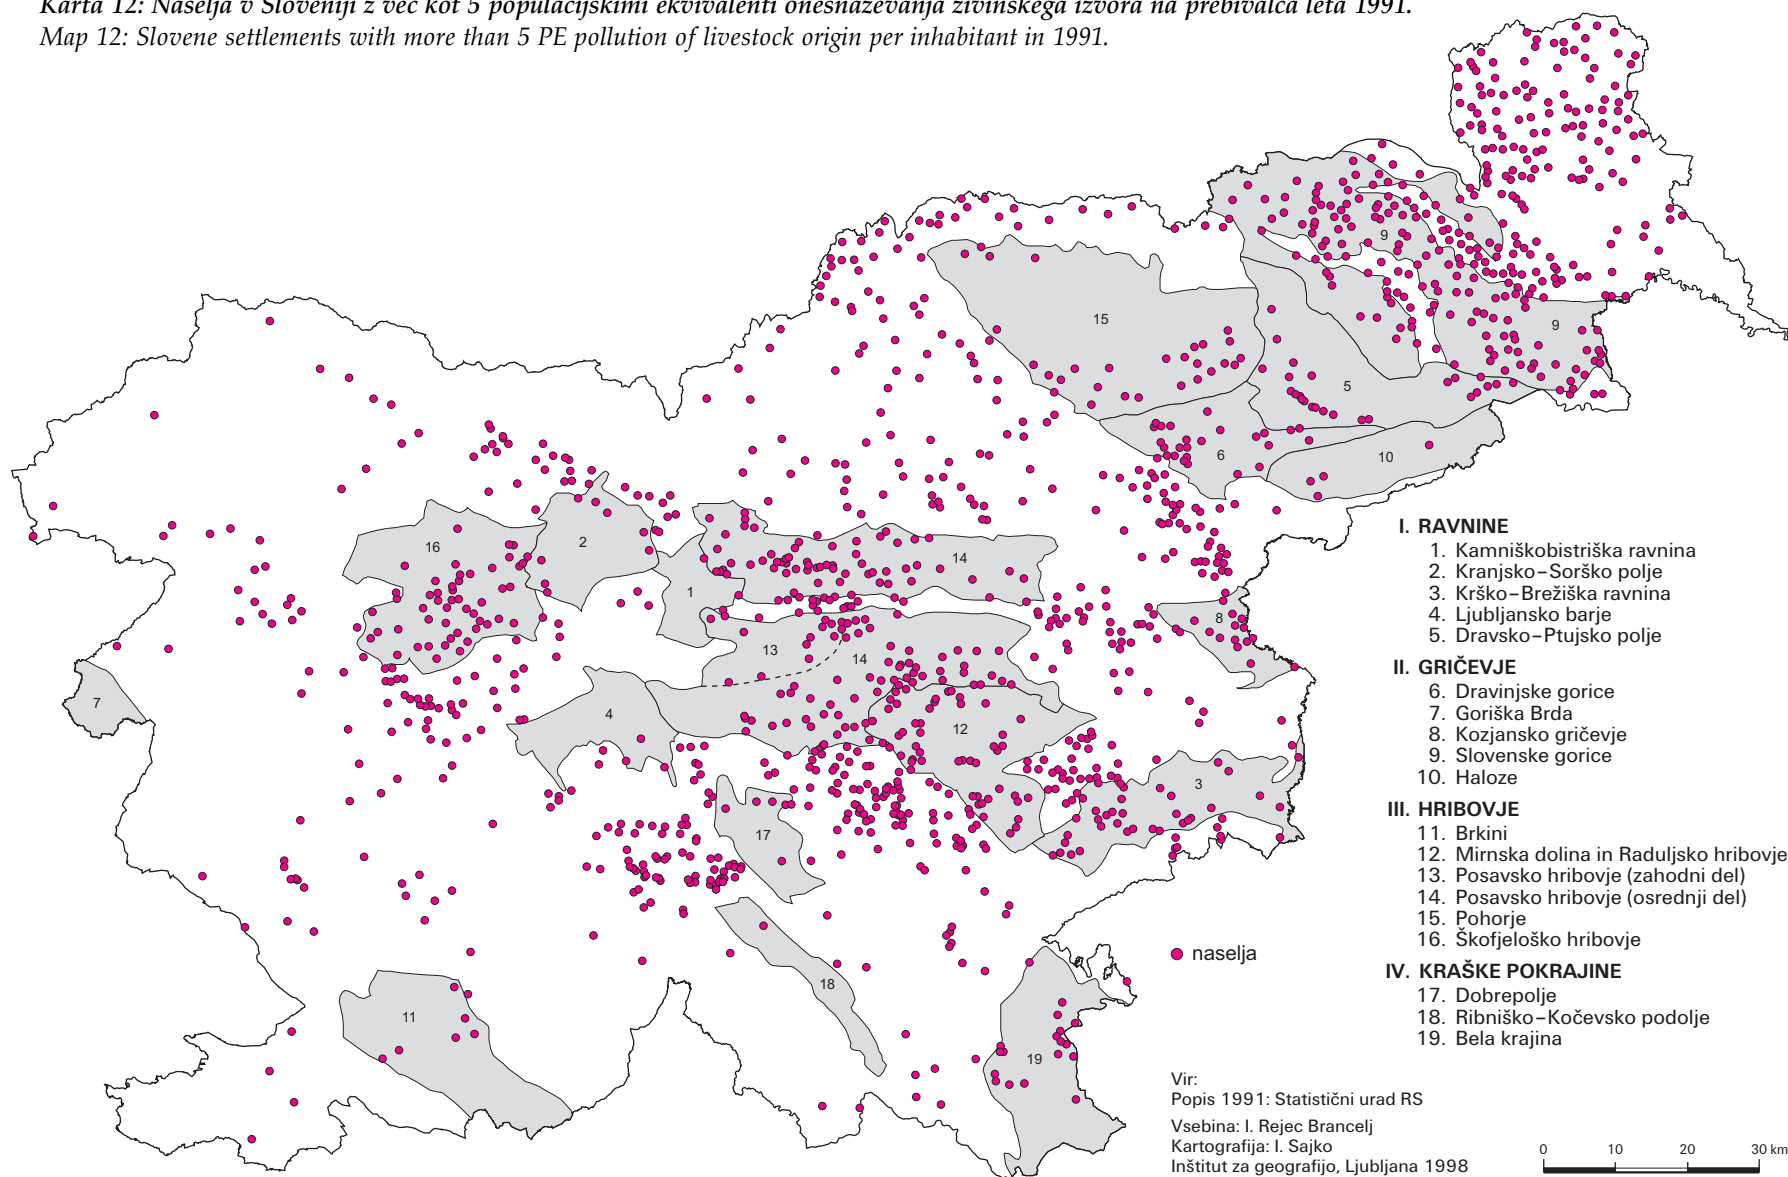 Karta 12: Naselja v Sloveniji z več kot 5 populacijskimi ekvivalenti onesnaževanja živinskega izvora na prebivalca leta 1991.
Map 12: Slovene settlements with more than 5 PE pollution of livestock origin per inhabitant in 1991.
9
15
9
5
6
10
16
2
14
1
8
13
14
7
4
12
3
17
18
11
19
I. RAVNINE
1. Kamniškobistriška ravnina
2. Kranjsko–Sorško polje
3. Krško–Brežiška ravnina
4. Ljubljansko barje
5. Dravsko–Ptujsko polje
II. GRIČEVJE
6. Dravinjske gorice
7. Goriška Brda
8. Kozjansko gričevje
9. Slovenske gorice
10. Haloze
III. HRIBOVJE
11. Brkini
12. Mirnska dolina in Raduljsko hribovje
13. Posavsko hribovje (zahodni del)
14. Posavsko hribovje (osrednji del)
15. Pohorje
16. Škofjeloško hribovje
IV. KRAŠKE POKRAJINE
17. Dobrepolje
18. Ribniško–Kočevsko podolje
19. Bela krajina
naselja
Vir:
Popis 1991: Statistični urad RS
Vsebina: I. Rejec Brancelj
Kartografija: I. Sajko
Inštitut za geografijo, Ljubljana 1998
0 10 20 30 km